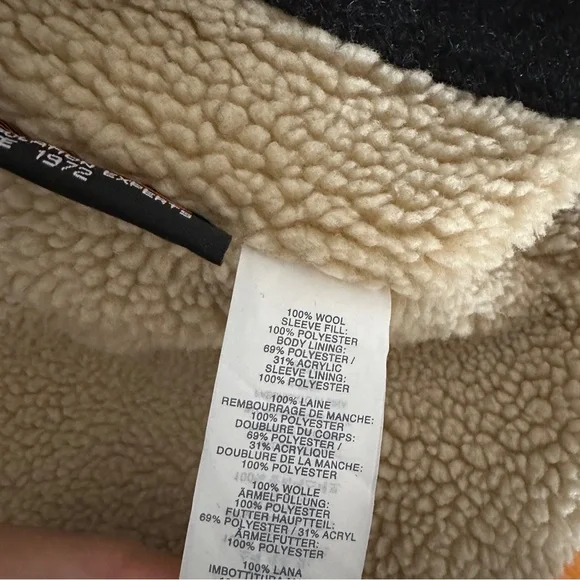 EXPERTS
1972
100% WOOL
SLEEVE FILL:
100% POLYESTER
BODY LINING:
69% POLYESTER /
31% ACRYLIC
SLEEVE LINING:
100% POLYESTER
100% LAINE
REMBOURRAGE DE MANCHE:
100% POLYESTER
DOUBLURE DU CORPS:
69% POLYESTER /
31% ACRYLIQUE
DOUBLURE DE LA MANCHE:
100% POLYESTER
100% WOLLE
ÄRMELFÜLLUNG:
100% POLYESTER
FUTTER HAUPTTEIL:
69% POLYESTER / 31% ACRYL
ÄRMELFUTTER:
100% POLYESTER
100% LANA
IMBOTTITURA